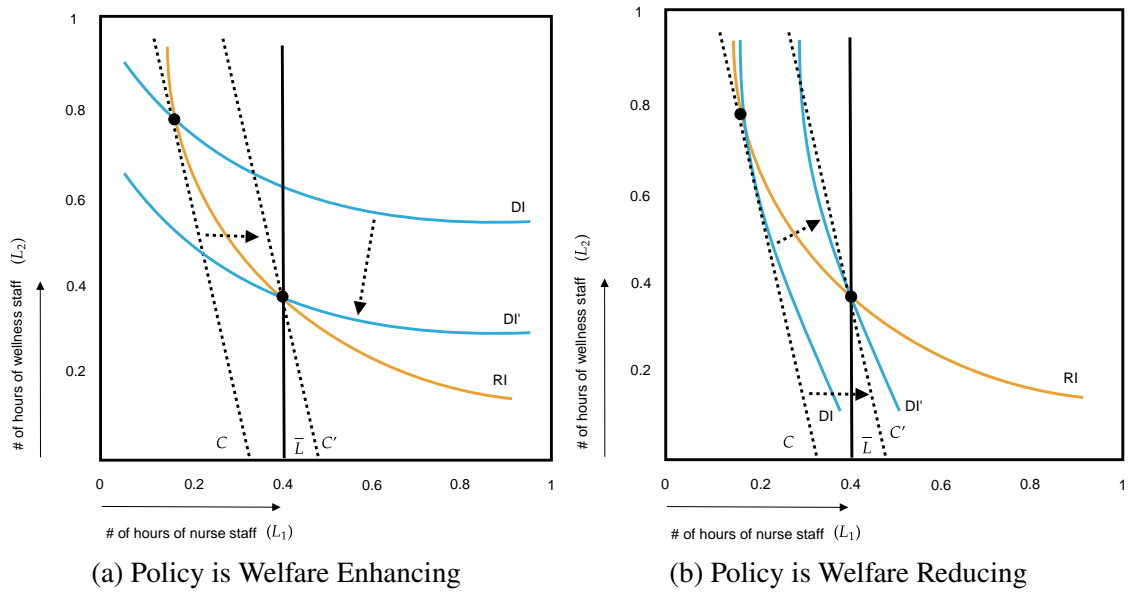 1
0.8
0.6
0.4
0.2
# of hours of wellness staff (L₂)
DI
DI'
RI
C
L̅
C′
0
0.2
0.4
0.6
0.8
1
# of hours of nurse staff (L₁)
(a) Policy is Welfare Enhancing
1
0.8
0.6
0.4
0.2
# of hours of wellness staff (L₂)
RI
DI
DI'
C
L̅
C′
0
0.2
0.4
0.6
0.8
1
# of hours of nurse staff (L₁)
(b) Policy is Welfare Reducing